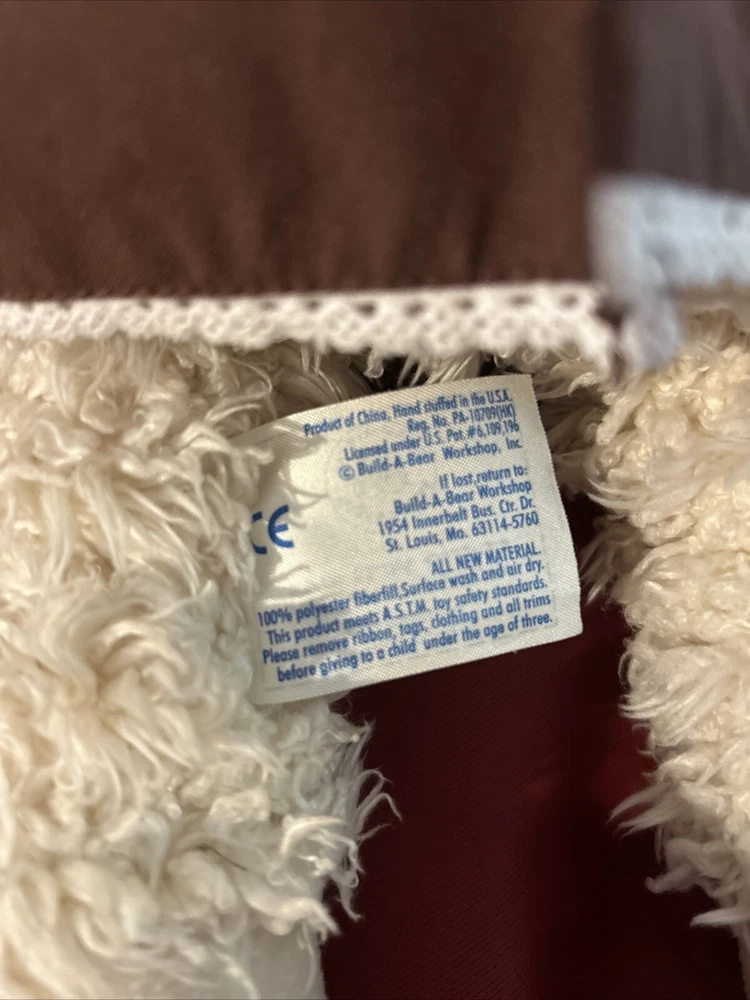 Product of China, Hand stuffed in the U.S.A.
Reg. No. PA-10709(HK)
Licensed under U.S. Pat.#6,109,196
© Build-A-Bear Workshop, Inc.
If lost,return to:
Build-A-Bear Workshop
1954 Innerbelt Bus. Ctr. Dr.
St. Louis, Mo. 63114-5760
CE
ALL NEW MATERIAL.
100% polyester fiberfill.Surface wash and air dry.
This product meets A.S.T.M. toy safety standards.
Please remove ribbon, tags, clothing and all trims
before giving to a child under the age of three.